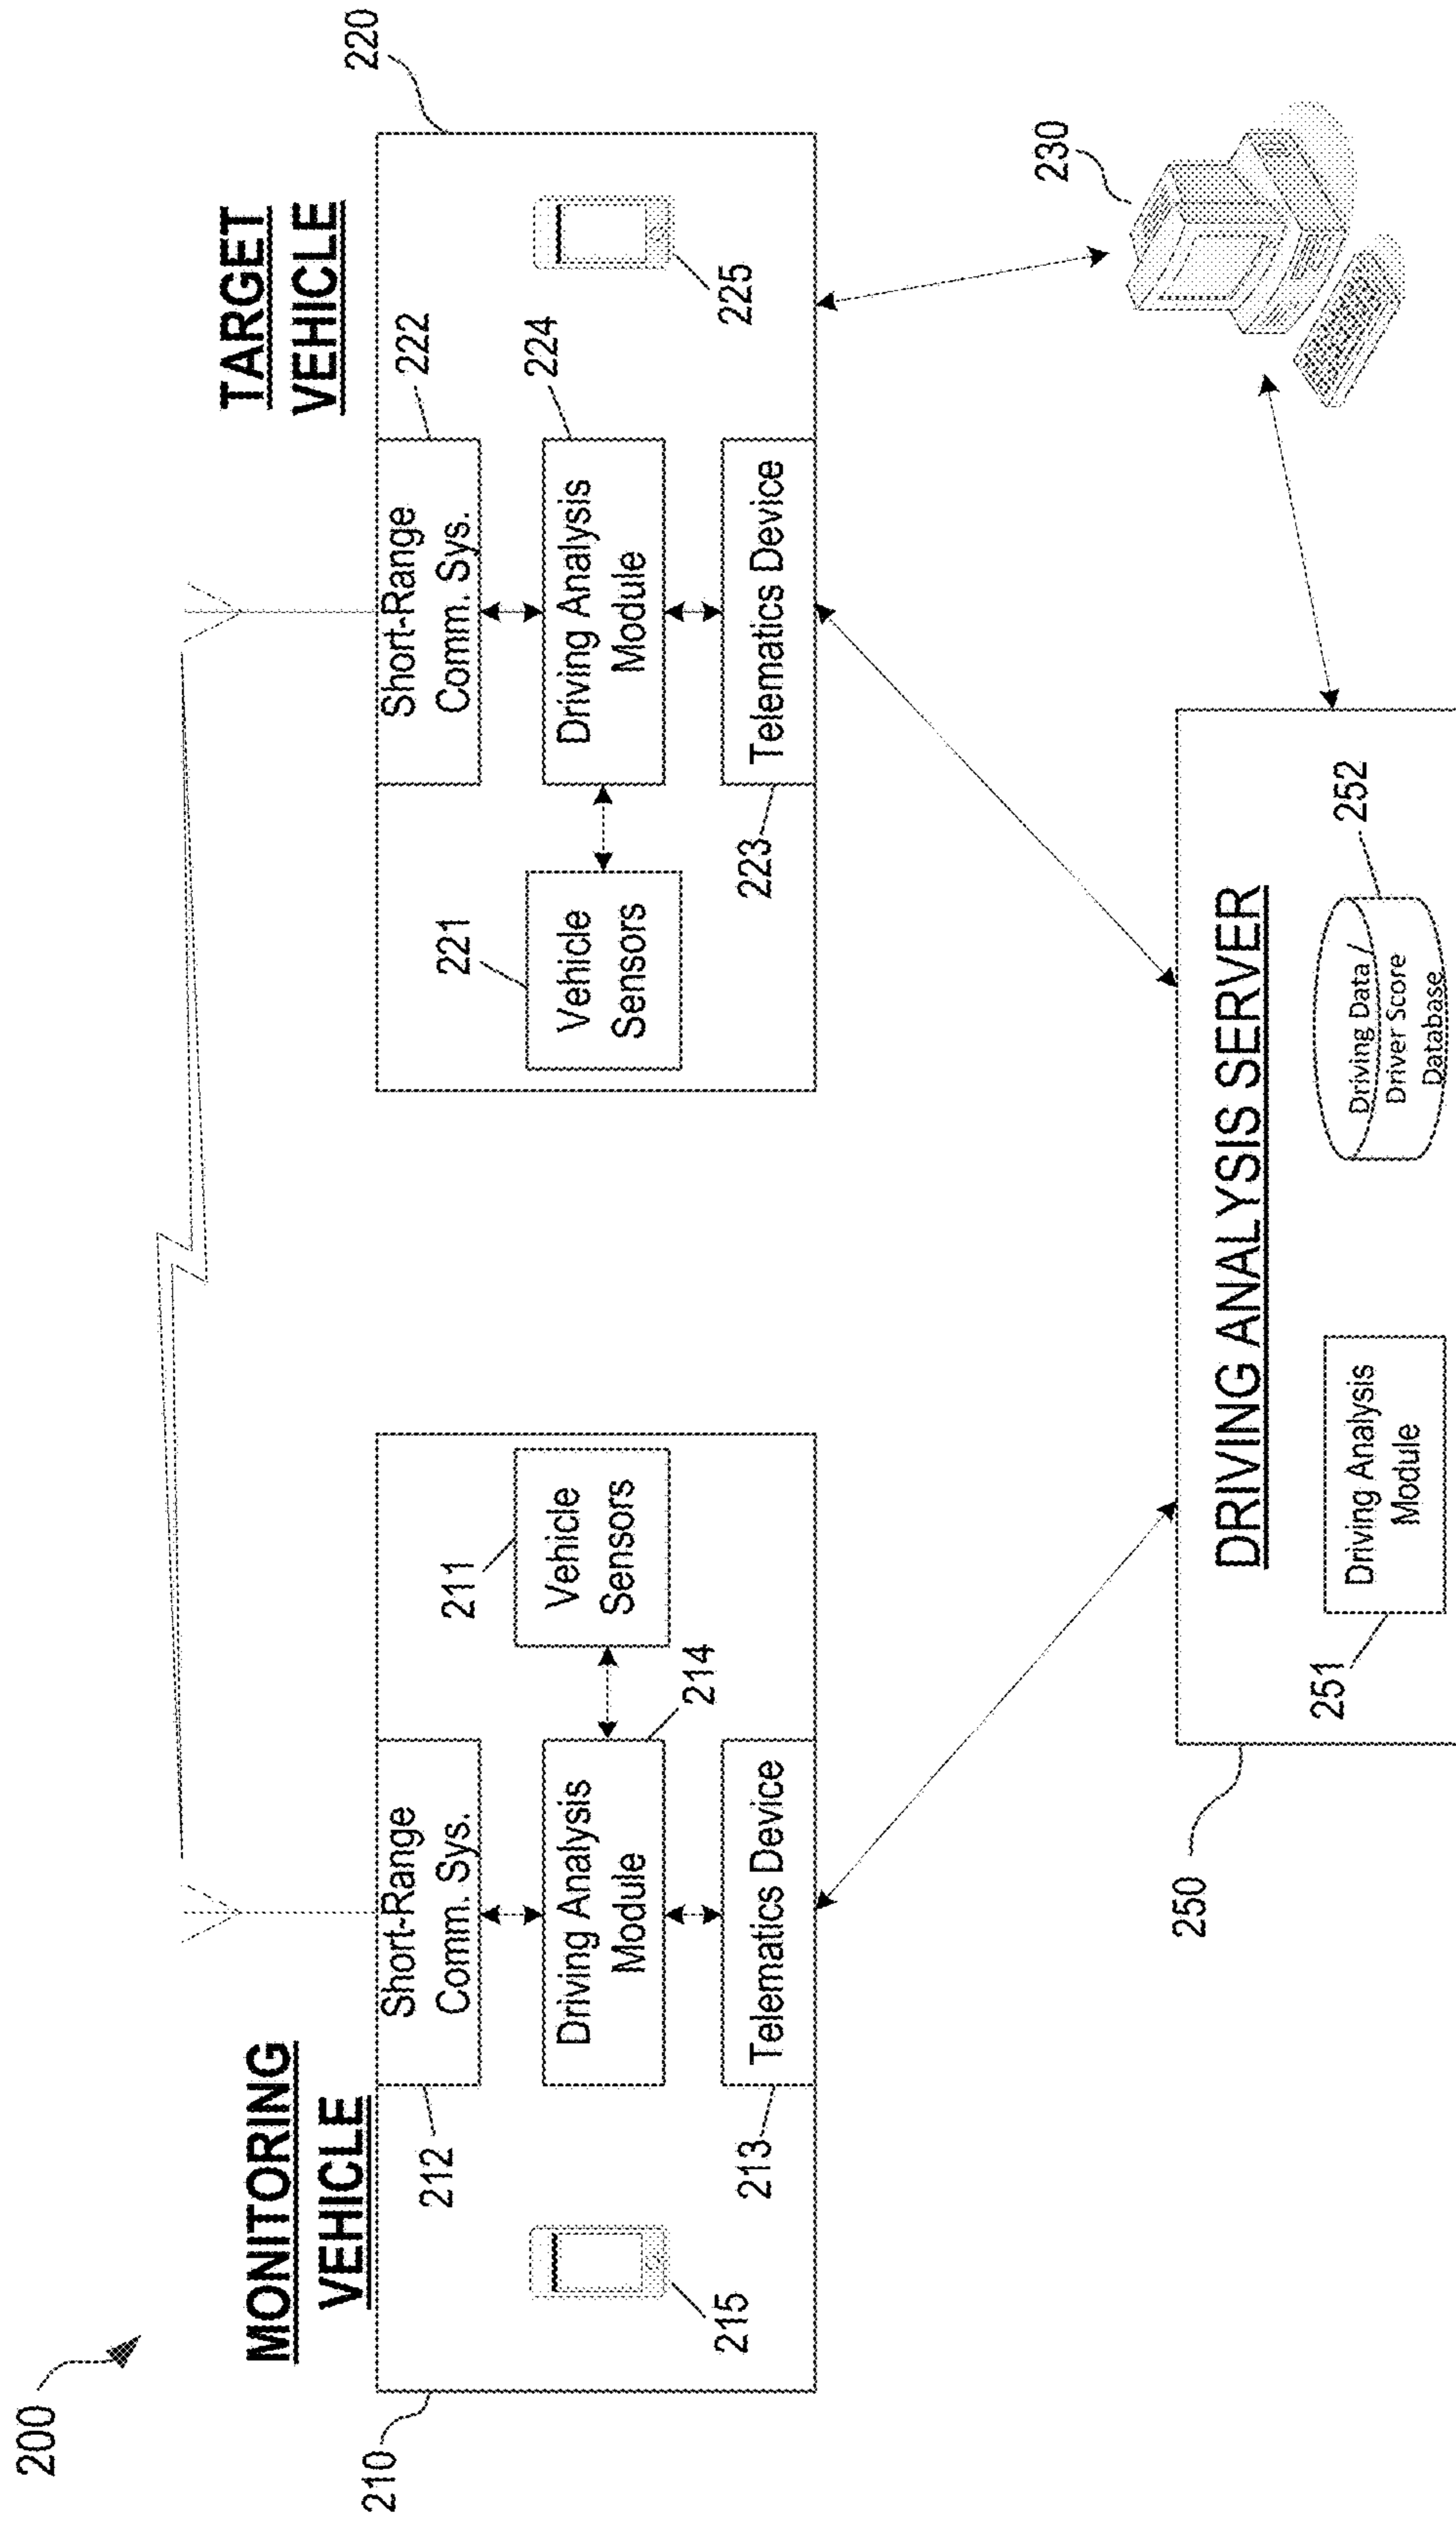 200
MONITORING
VEHICLE
TARGET
VEHICLE
210
212
Short-Range
Comm. Sys.
211
Vehicle
Sensors
214
Driving Analysis
Module
213
Telematics Device
215
220
222
Short-Range
Comm. Sys.
221
Vehicle
Sensors
224
Driving Analysis
Module
223
Telematics Device
225
230
250
DRIVING ANALYSIS SERVER
251
Driving Analysis
Module
252
Driving Data /
Driver Score
Database